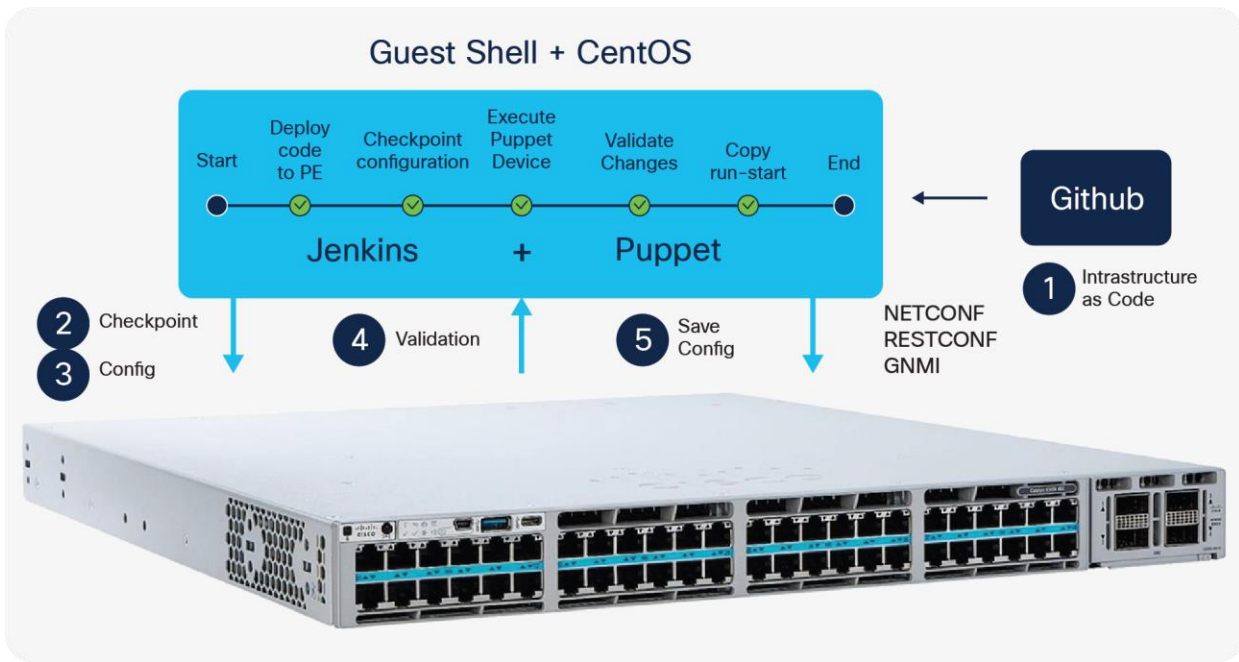 Guest Shell + CentOS
Start
Deploy
code
to PE
Checkpoint
configuration
Execute
Puppet
Device
Validate
Changes
Copy
run-start
End
Jenkins + Puppet
Github
1
Intrastructure
as Code
2
Checkpoint
3
Config
4
Validation
5
Save
Config
NETCONF
RESTCONF
GNMI
CISCO